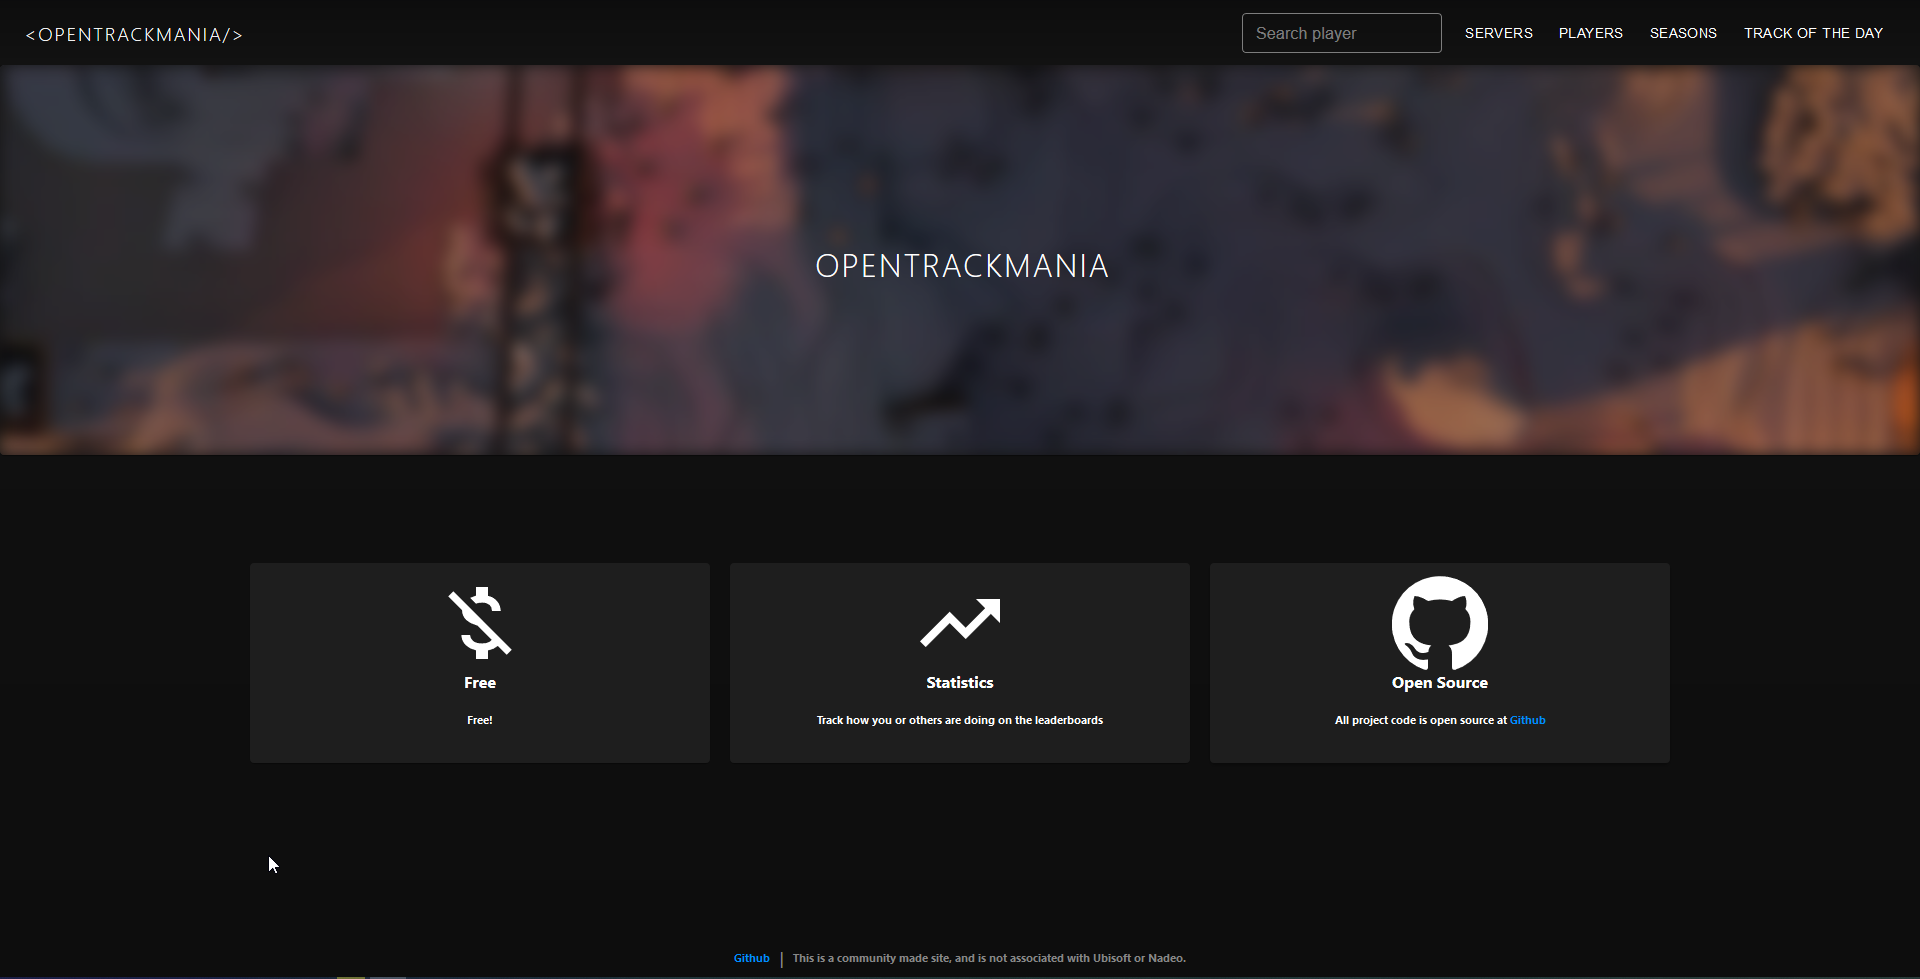 <OPENTRACKMANIA/>
Search player
SERVERS
PLAYERS
SEASONS
TRACK OF THE DAY
OPENTRACKMANIA
Free
Free!
Statistics
Track how you or others are doing on the leaderboards
Open Source
All project code is open source at Github
Github | This is a community made site, and is not associated with Ubisoft or Nadeo.